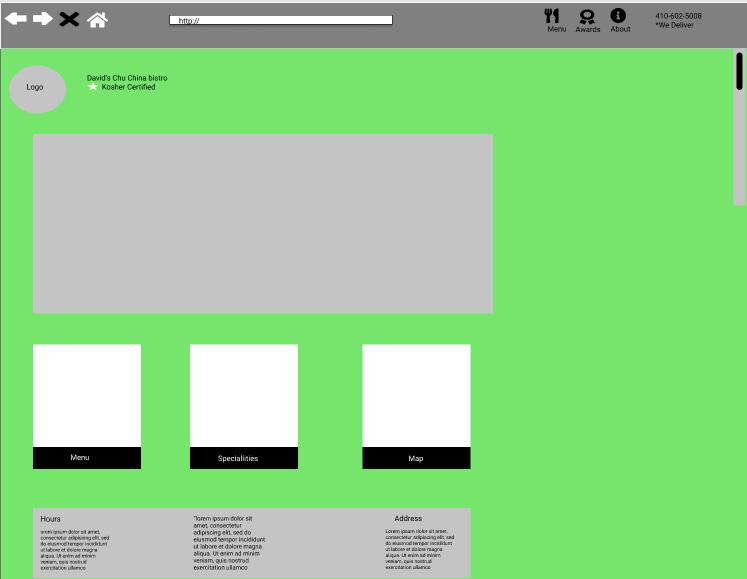 http://
Menu
Awards
About
410-602-5008
*We Deliver
Logo
David's Chu China bistro
Kosher Certified
Menu
Specialiities
Map
Hours
orem ipsum dolor sit amet,
consectetur adipiscing elit, sed
do eiusmod tempor incididunt
ut labore et dolore magna
aliqua. Ut enim ad minim
veniam, quis nostrud
exercitation ullamco
"lorem ipsum dolor sit
amet, consectetur
adipiscing elit, sed do
eiusmod tempor incididunt
ut labore et dolore magna
aliqua. Ut enim ad minim
veniam, quis nostrud
exercitation ullamco
Address
Lorem ipsum dolor sit amet,
consectetur adipiscing elit, sed
do eiusmod tempor incididunt
ut labore et dolore magna
aliqua. Ut enim ad minim
veniam, quis nostrud
exercitation ullamco